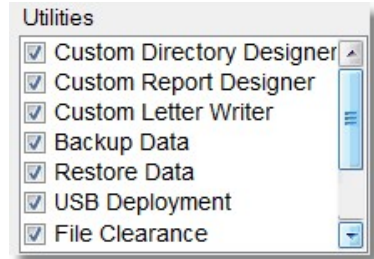 Utilities
Custom Directory Designer
Custom Report Designer
Custom Letter Writer
Backup Data
Restore Data
USB Deployment
File Clearance